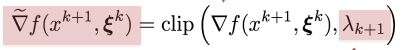 ∇̃f(x^{k+1}, ξ^k) = clip(∇f(x^{k+1}, ξ^k), λ_{k+1})